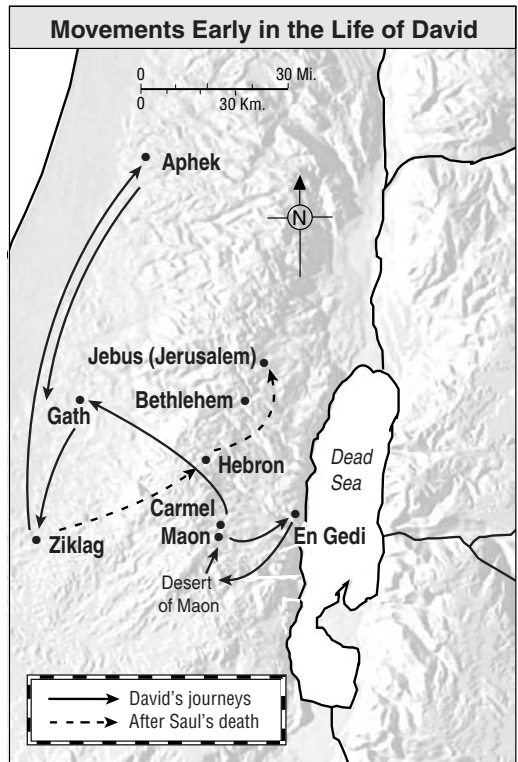 Movements Early in the Life of David
0 30 Mi.
0 30 Km.
Aphek
N
Jebus (Jerusalem)
Bethlehem
Gath
Hebron
Dead
Sea
Carmel
Maon
En Gedi
Ziklag
Desert
of Maon
David's journeys
After Saul's death